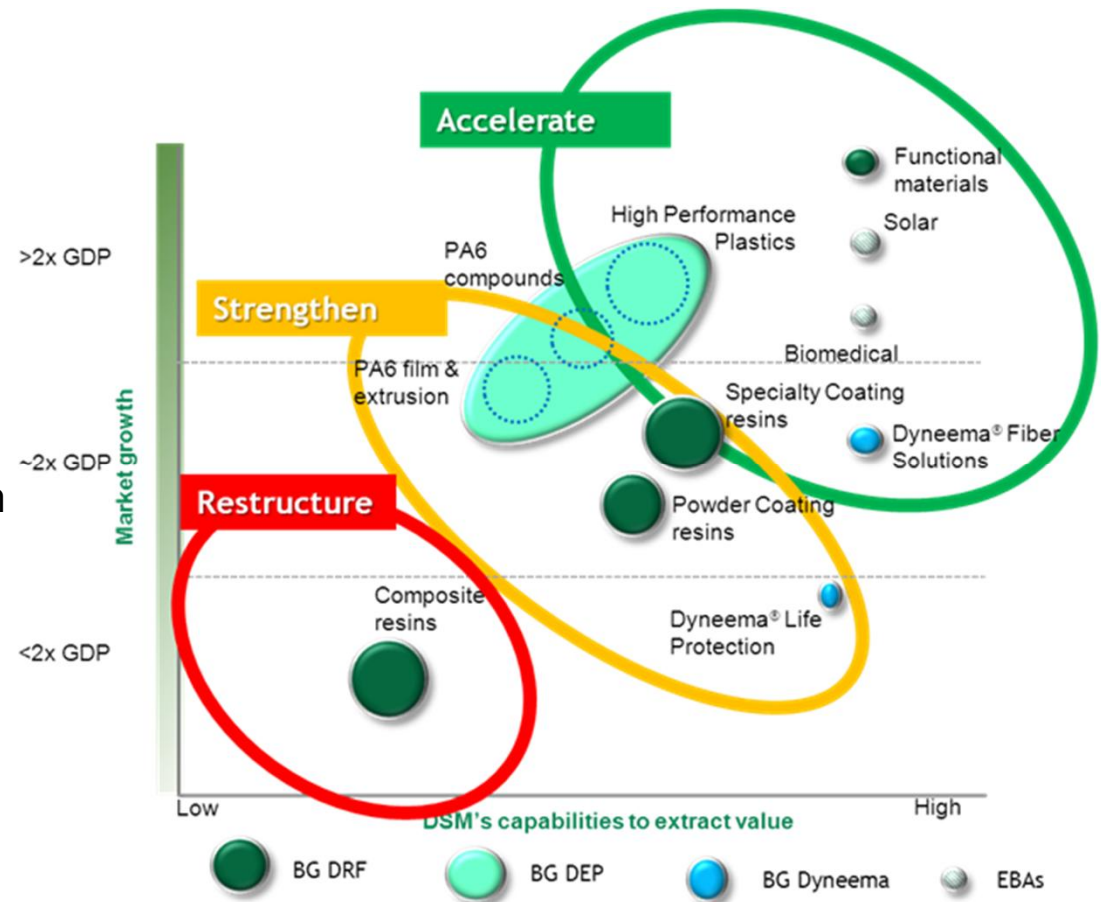 Accelerate
Functional
materials
Solar
High Performance
Plastics
PA6
compounds
>2x GDP
Strengthen
Biomedical
PA6 film &
extrusion
Specialty Coating
resins
Dyneema® Fiber
Solutions
~2x GDP
Market growth
Restructure
Powder Coating
resins
Composite
resins
Dyneema® Life
Protection
<2x GDP
Low
High
DSM's capabilities to extract value
BG DRF
BG DEP
BG Dyneema
EBAs